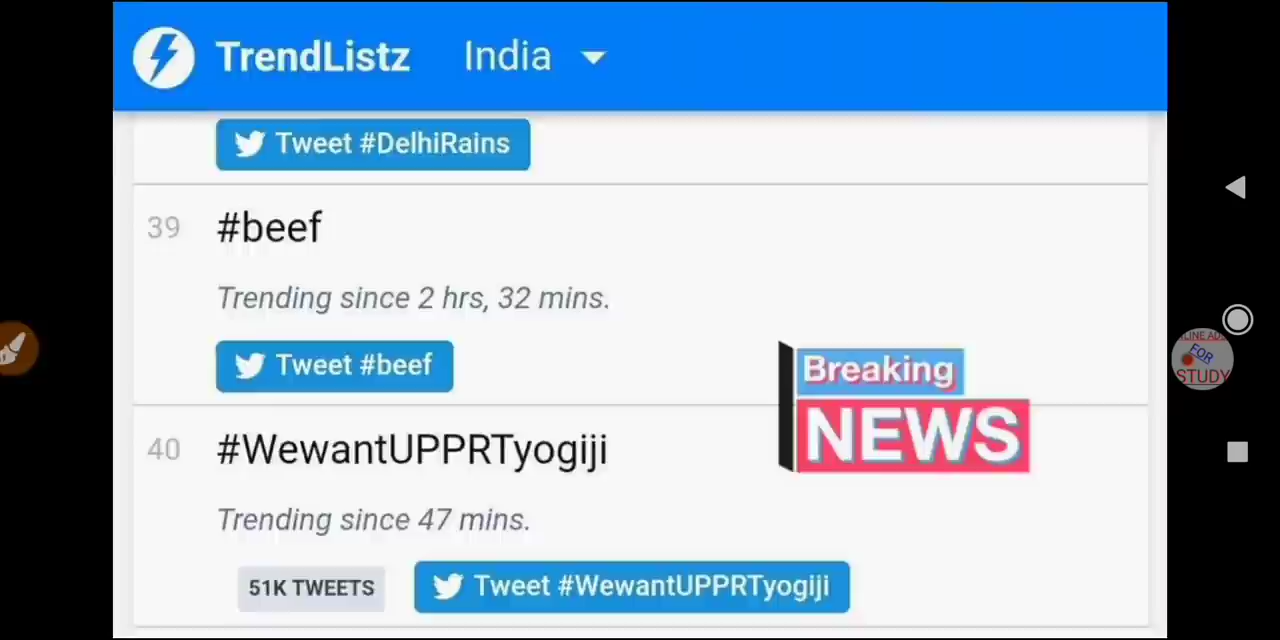 TrendListz India
Tweet #DelhiRains
39 #beef
Trending since 2 hrs, 32 mins.
Tweet #beef
Breaking
NEWS
40 #WewantUPPRTyogiji
Trending since 47 mins.
51K TWEETS Tweet #WewantUPPRTyogiji
FOR
STUDY